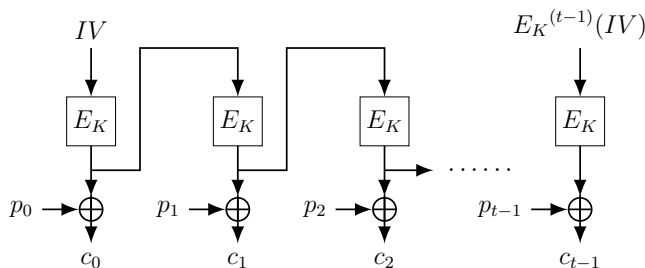 IV E_K^{(t-1)}(IV)
E_K E_K E_K E_K
......
p_0 p_1 p_2 p_{t-1}
c_0 c_1 c_2 c_{t-1}